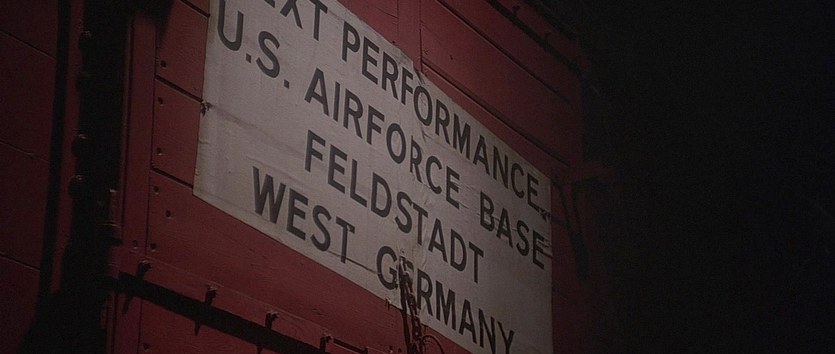 EXT PERFORMANCE
U.S. AIRFORCE BASE
FELDSTADT
WEST GERMANY